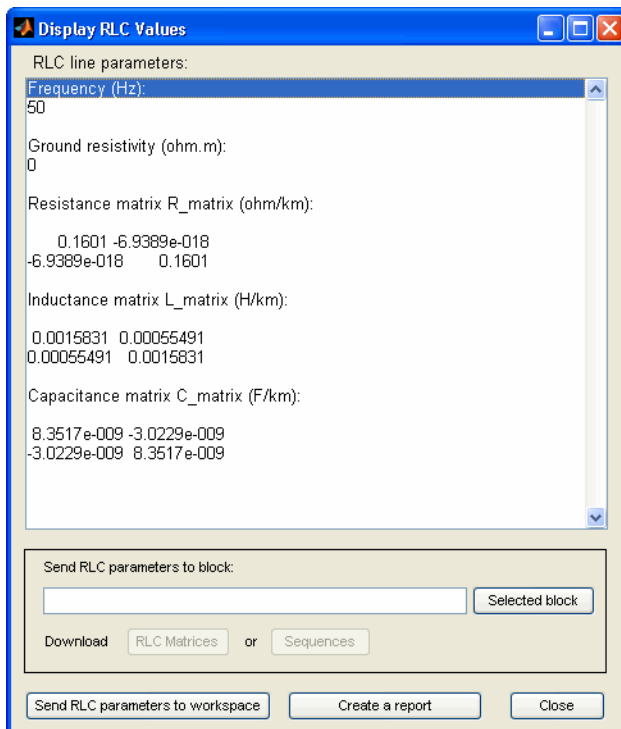 Display RLC Values
RLC line parameters:
Frequency (Hz):
50
Ground resistivity (ohm.m):
0
Resistance matrix R_matrix (ohm/km):
0.1601 -6.9389e-018
-6.9389e-018 0.1601
Inductance matrix L_matrix (H/km):
0.0015831 0.00055491
0.00055491 0.0015831
Capacitance matrix C_matrix (F/km):
8.3517e-009 -3.0229e-009
-3.0229e-009 8.3517e-009
Send RLC parameters to block:
Selected block
Download RLC Matrices or Sequences
Send RLC parameters to workspace Create a report Close